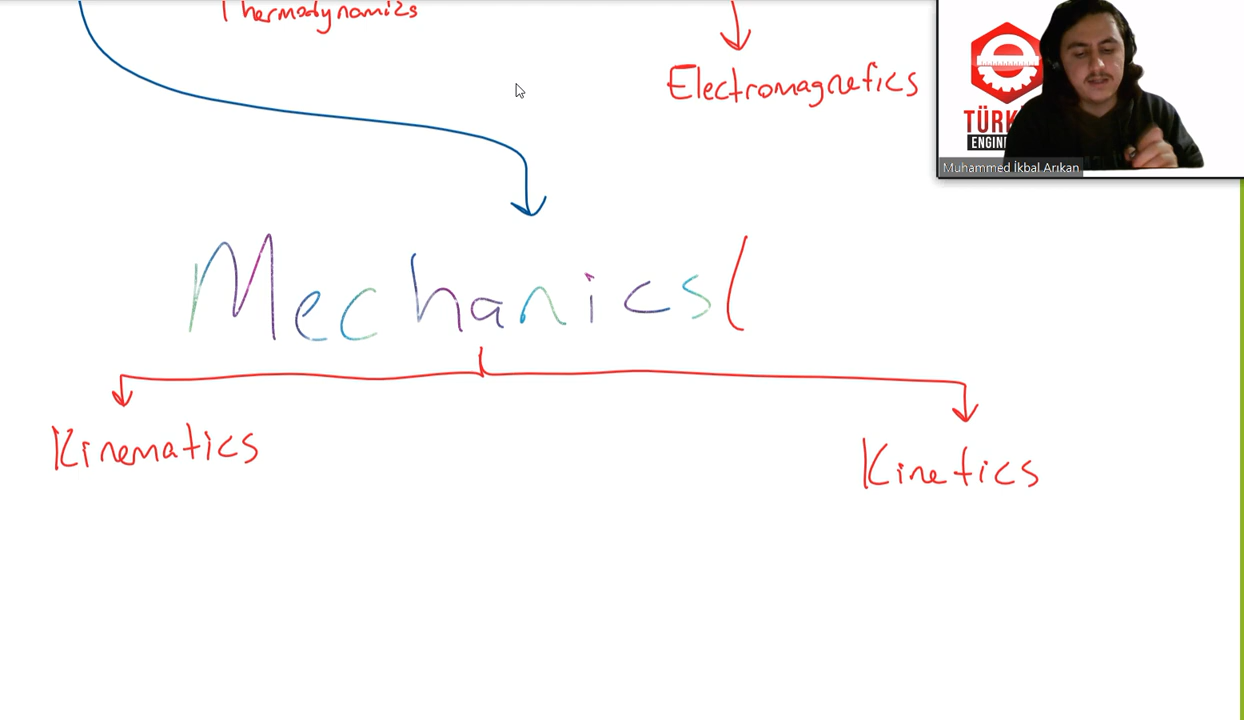 Thermodynamics
Electromagnetics
TÜRK
ENGIN
Muhammed İkbal Arıkan
Mechanics(
Kinematics
Kinetics